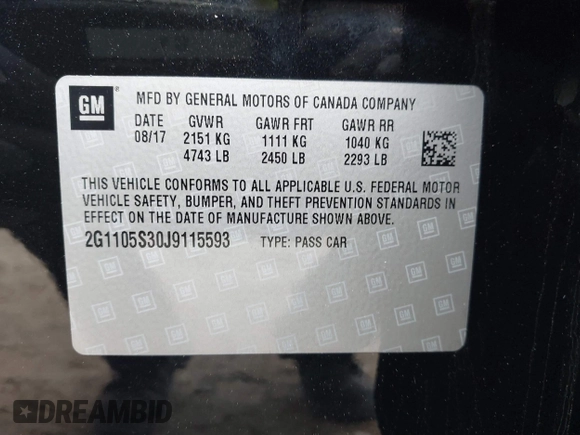 GM
MFD BY GENERAL MOTORS OF CANADA COMPANY
DATE GVWR GAWR FRT GAWR RR
08/17 2151 KG 1111 KG 1040 KG
4743 LB 2450 LB 2293 LB
THIS VEHICLE CONFORMS TO ALL APPLICABLE U.S. FEDERAL MOTOR
VEHICLE SAFETY, BUMPER, AND THEFT PREVENTION STANDARDS IN
EFFECT ON THE DATE OF MANUFACTURE SHOWN ABOVE.
2G1105S30J9115593 TYPE: PASS CAR
DREAMBID